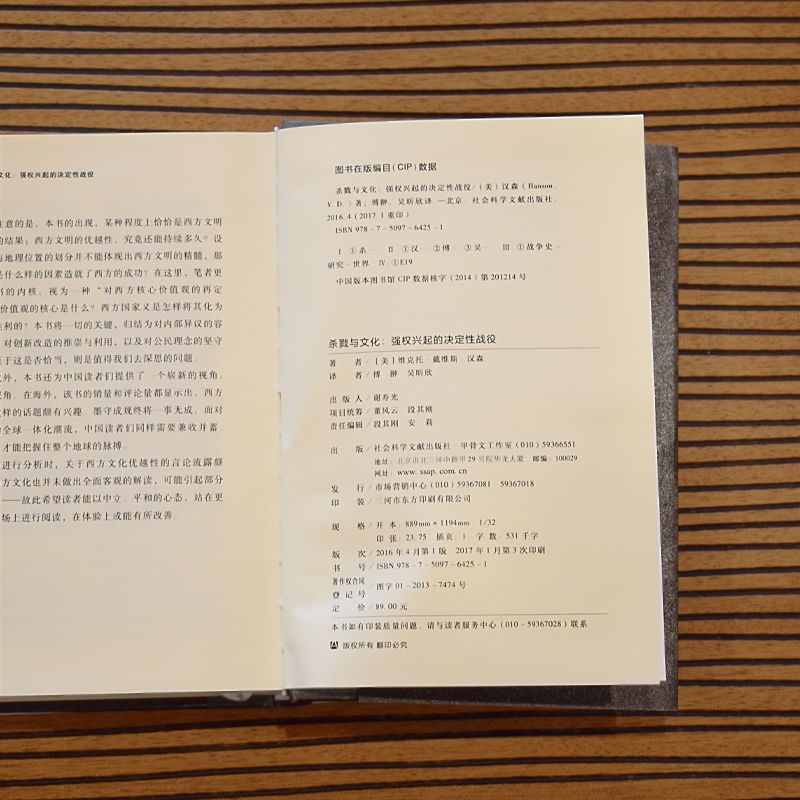 文化：强权兴起的决定性战役
注意的是，本书的出现，某种程度上恰恰是西方文明
的结果：西方文明的优越性，究竟还能持续多久？设
与地理位置的划分并不能体现出西方文明的精髓，那
是什么样的因素造就了西方的成功？在这里，笔者更
书的内核，视为一种“对西方核心价值观的再定
价值观的核心是什么？西方国家又是怎样将其化为
胜利的？本书将一切的关键，归结为对内部异议的容
对创新改造的推崇与利用，以及对公民理念的坚守
至于这是否恰当，则是值得我们去深思的问题。
外，本书还为中国读者们提供了一个崭新的视角：
视角。在海外，该书的销量和评论量都显示出，西方
这样的话题颇有兴趣。墨守成规终将一事无成，面对
的全球一体化潮流，中国读者们同样需要兼收并蓄，
才能把握住整个地球的脉搏。
进行分析时，关于西方文化优越性的言论流露颇
方文化也并未做出全面客观的解读，可能引起部分
——故此希望读者能以中立、平和的心态，站在更
场上进行阅读，在体验上或能有所改善。
图书在版编目（CIP）数据
杀戮与文化：强权兴起的决定性战役/（美）汉森（Hanson,
V. D.）著；傅翀，吴昕欣译. —北京：社会科学文献出版社，
2016.4（2017.1重印）
ISBN 978-7-5097-6425-1
Ⅰ.①杀… Ⅱ.①汉…②傅…③吴… Ⅲ.①战争史-
研究-世界 Ⅳ.①E19
中国版本图书馆CIP数据核字（2014）第201214号
杀戮与文化：强权兴起的决定性战役
著 者/［美］维克托·戴维斯·汉森
译 者/傅 翀 吴昕欣
出 版 人/谢寿光
项目统筹/董风云 段其刚
责任编辑/段其刚 安 莉
出 版/社会科学文献出版社·甲骨文工作室（010）59366551
地址：北京市北三环中路甲29号院华龙大厦 邮编：100029
网址：www.ssap.com.cn
发 行/市场营销中心（010）59367081 59367018
印 装/三河市东方印刷有限公司
规 格/开 本：889mm×1194mm 1/32
印 张：23.75 插 页：1 字 数：531千字
版 次/2016年4月第1版 2017年1月第3次印刷
书 号/ISBN 978-7-5097-6425-1
著作权合同
登 记 号/图字01-2013-7474号
定 价/89.00元
本书如有印装质量问题，请与读者服务中心（010-59367028）联系
版权所有 翻印必究